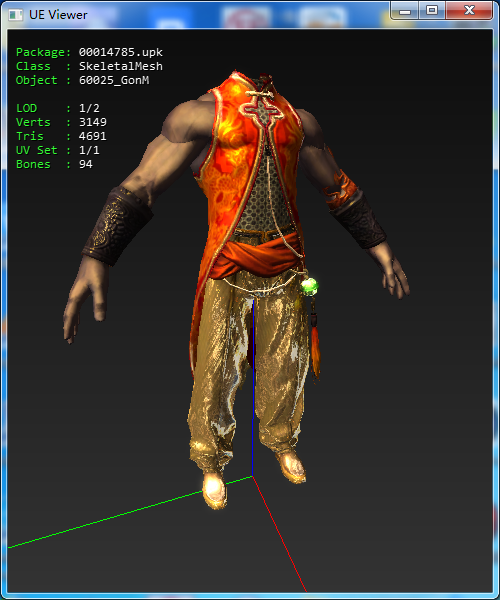 UE Viewer
Package: 00014785.upk
Class : SkeletalMesh
Object : 60025_GonM
LOD : 1/2
Verts : 3149
Tris : 4691
UV Set : 1/1
Bones : 94